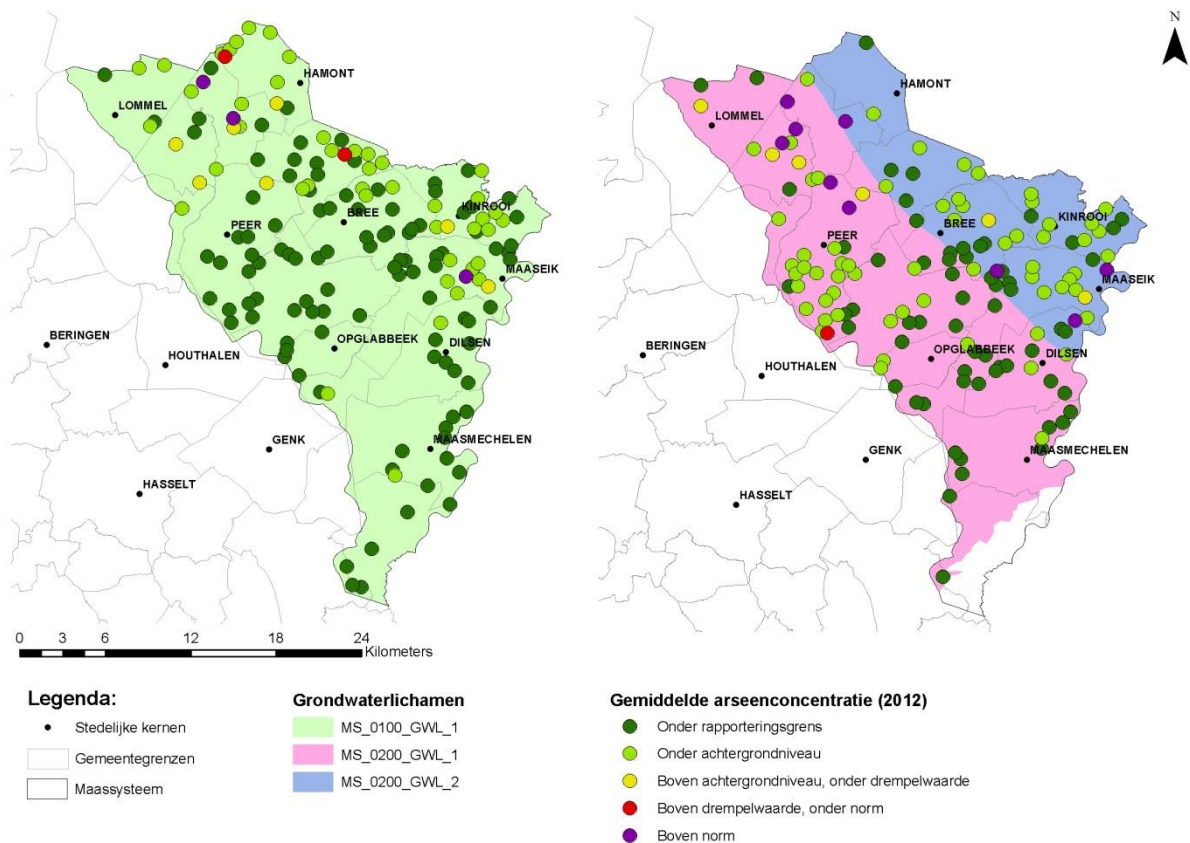 N
HAMONT
LOMMEL
KINROOI
BREE
PEER
MAASEIK
BERINGEN
OPGLABBEEK
DILSEN
HOUTHALEN
GENK
MAASMECHELEN
HASSELT
HAMONT
LOMMEL
KINROOI
BREE
PEER
MAASEIK
BERINGEN
OPGLABBEEK
DILSEN
HOUTHALEN
GENK
MAASMECHELEN
HASSELT
0 3 6 12 18 24
Kilometers
Legenda:
Stedelijke kernen
Gemeentegrenzen
Maassysteem
Grondwaterlichamen
MS_0100_GWL_1
MS_0200_GWL_1
MS_0200_GWL_2
Gemiddelde arseenconcentratie (2012)
Onder rapporteringsgrens
Onder achtergrondniveau
Boven achtergrondniveau, onder drempelwaarde
Boven drempelwaarde, onder norm
Boven norm